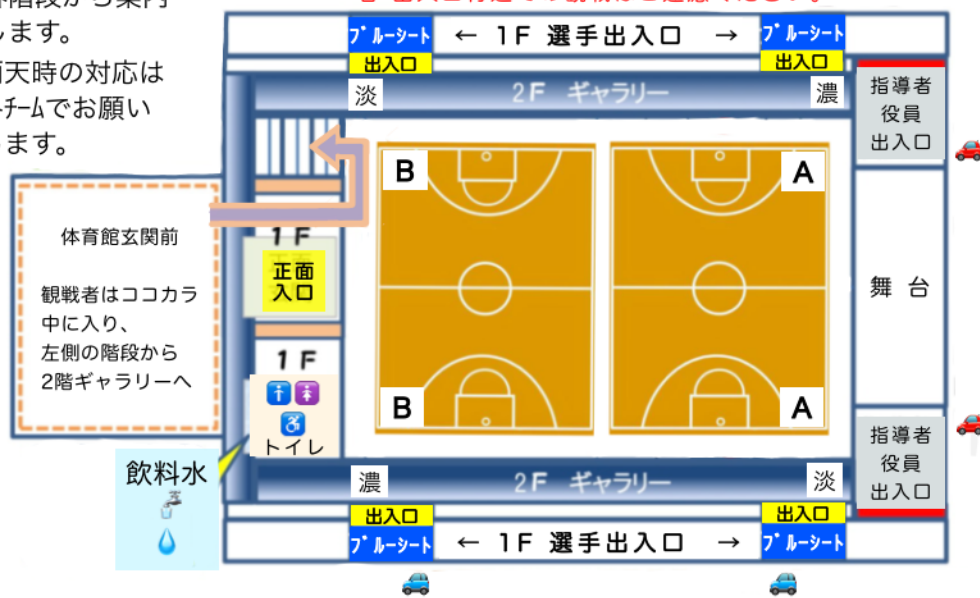 します。
天時の対応は
チームでお願い
ます。
ﾌﾞﾙｰｼｰﾄ ← 1F 選手出入口 → ﾌﾞﾙｰｼｰﾄ
出入口 出入口
淡 2F ギャラリー 濃
指導者
役員
出入口
B A
体育館玄関前
観戦者はココカラ
中に入り、
左側の階段から
2階ギャラリーへ
1F
正面
入口
舞台
1F
トイレ
B A
飲料水
指導者
役員
出入口
濃 2F ギャラリー 淡
出入口 出入口
ﾌﾞﾙｰｼｰﾄ ← 1F 選手出入口 → ﾌﾞﾙｰｼｰﾄ